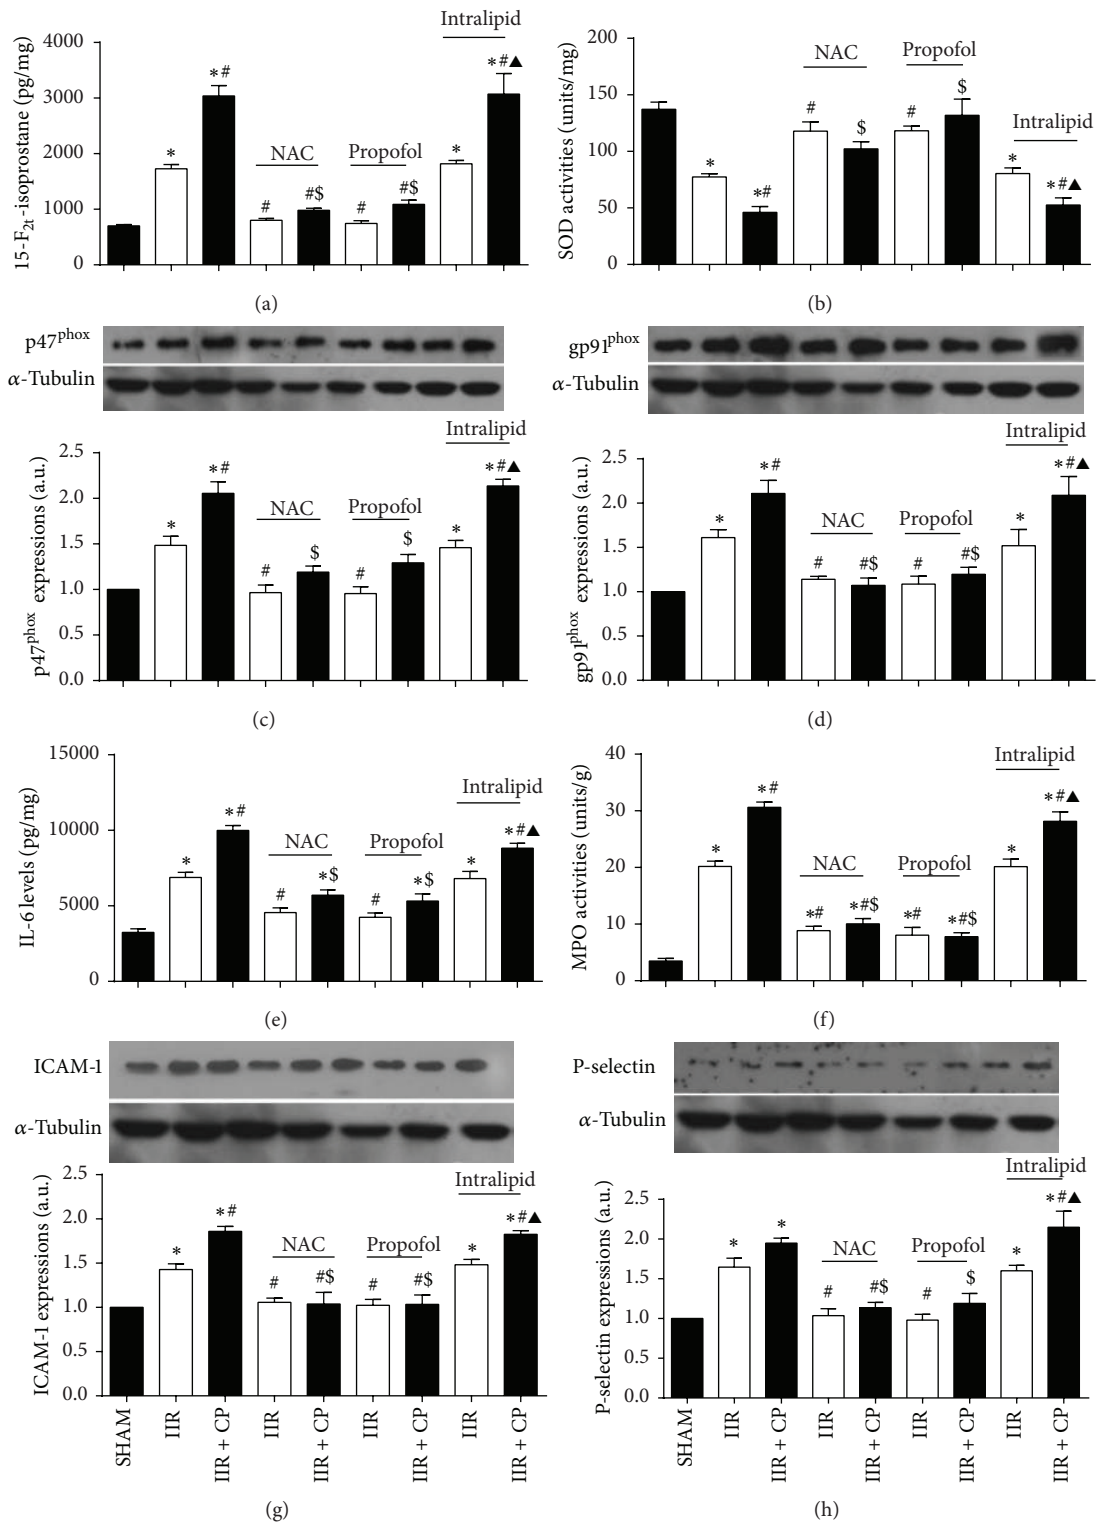 Intralipid
15-F2t-isoprostane (pg/mg)
4000
3000
2000
1000
0
*
*#
NAC
#
#$
Propofol
#
#$
*
*#▲
(a)
SOD activities (units/mg)
200
150
100
50
0
*
*#
NAC
#
$
Propofol
#
$
Intralipid
*
*#▲
(b)
p47phox
α-Tubulin
p47phox expressions (a.u.)
2.5
2.0
1.5
1.0
0.5
0.0
*
*#
NAC
#
$
Propofol
#
$
Intralipid
*
*#▲
(c)
gp91phox
α-Tubulin
gp91phox expressions (a.u.)
2.5
2.0
1.5
1.0
0.5
0.0
*
*#
NAC
#
#$
Propofol
#
#$
Intralipid
*
*#▲
(d)
IL-6 levels (pg/mg)
15000
10000
5000
0
*
*#
NAC
#
*$
Propofol
#
*$
Intralipid
*
*#▲
(e)
MPO activities (units/g)
40
30
20
10
0
*
*#
NAC
*#
*#$
Propofol
*#
*#$
Intralipid
*
*#▲
(f)
ICAM-1
α-Tubulin
ICAM-1 expressions (a.u.)
2.5
2.0
1.5
1.0
0.5
0.0
*
*#
NAC
#
#$
Propofol
#
#$
Intralipid
*
*#▲
SHAM
IIR
IIR + CP
IIR
IIR + CP
IIR
IIR + CP
IIR
IIR + CP
(g)
P-selectin
α-Tubulin
P-selectin expressions (a.u.)
2.5
2.0
1.5
1.0
0.5
0.0
*
*
NAC
#
#$
Propofol
#
$
Intralipid
*
*#▲
SHAM
IIR
IIR + CP
IIR
IIR + CP
IIR
IIR + CP
IIR
IIR + CP
(h)